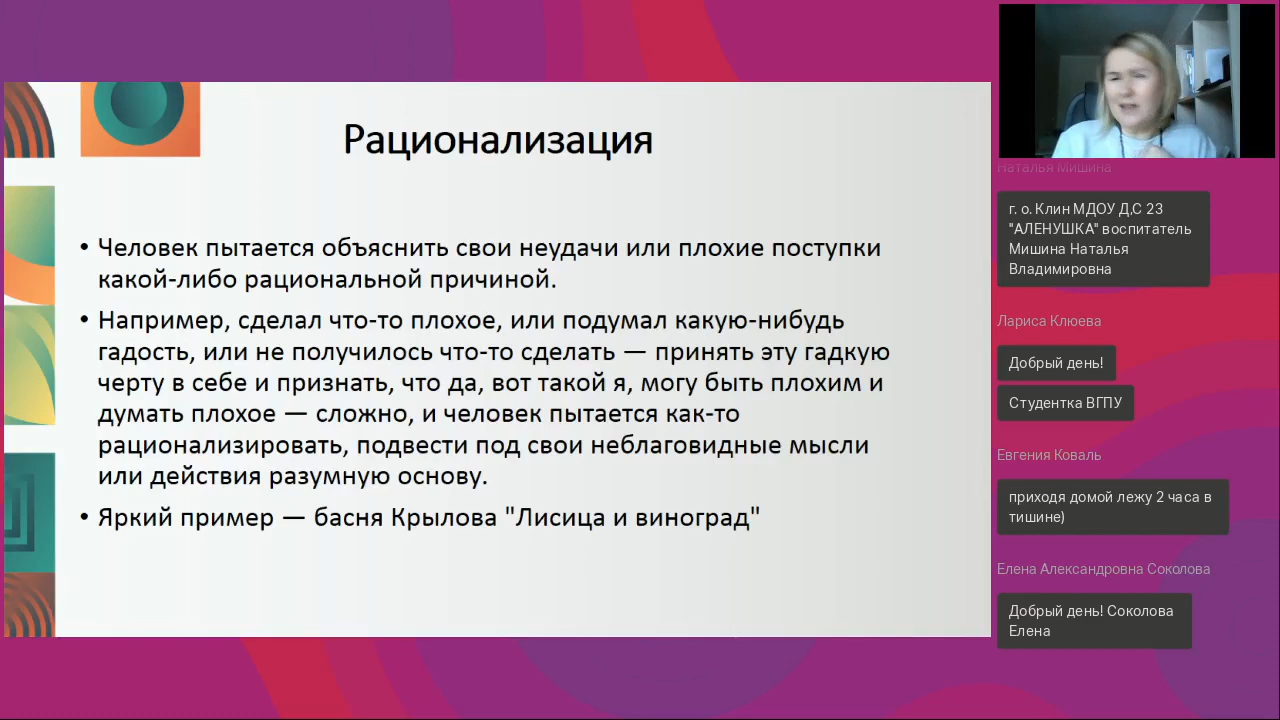 Рационализация
• Человек пытается объяснить свои неудачи или плохие поступки
какой-либо рациональной причиной.
• Например, сделал что-то плохое, или подумал какую-нибудь
гадость, или не получилось что-то сделать — принять эту гадкую
черту в себе и признать, что да, вот такой я, могу быть плохим и
думать плохое — сложно, и человек пытается как-то
рационализировать, подвести под свои неблаговидные мысли
или действия разумную основу.
• Яркий пример — басня Крылова "Лисица и виноград"
Наталья Мишина
г. о. Клин МДОУ Д,С 23
"АЛЕНУШКА" воспитатель
Мишина Наталья
Владимировна
Лариса Клюева
Добрый день!
Студентка ВГПУ
Евгения Коваль
приходя домой лежу 2 часа в
тишине)
Елена Александровна Соколова
Добрый день! Соколова
Елена